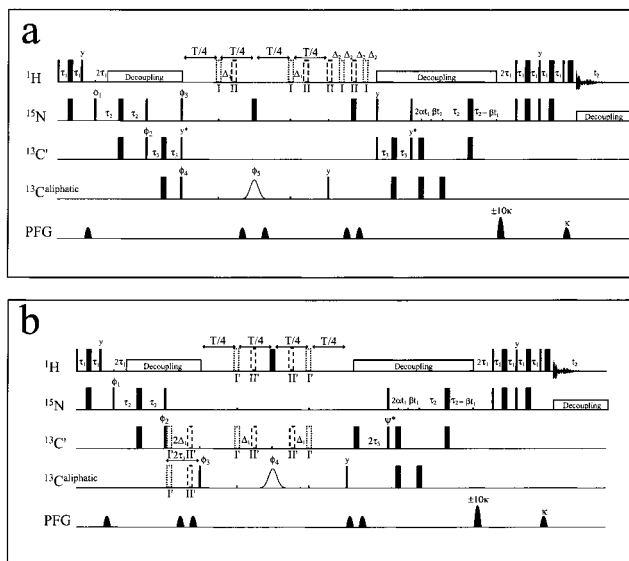 a
T/4 T/4 T/4 T/4 Δ2 Δ3 Δ2 Δ3
¹H τ1 τ1 y 2τ1 Decoupling Δ1 I II I Δ1 II I' I II I Decoupling 2τ1 y τ1 τ1 τ1 τ1 t2
¹⁵N ϕ1 τ2 τ2 ϕ3 y 2αt1 βt1 τ2 τ2 – βt1 Decoupling
¹³C' ϕ2 τ3 τ3 y* τ3 τ3 y*
¹³Caliphatic ϕ4 ϕ5 y
PFG ±10κ κ
b
T/4 T/4 T/4 T/4
¹H τ1 τ1 y 2τ1 Decoupling I' II' II' I' Decoupling 2τ1 y τ1 τ1 τ1 τ1 t2
¹⁵N ϕ1 τ2 τ2 2αt1 βt1 τ2 τ2 – βt1 Decoupling
¹³C' ϕ2 2Δ1 I' II' Δ1 I' II' Δ1 II' I' 2τ3 ψ*
¹³Caliphatic 2τ3 I' II' ϕ3 ϕ4 y
PFG ±10κ κ